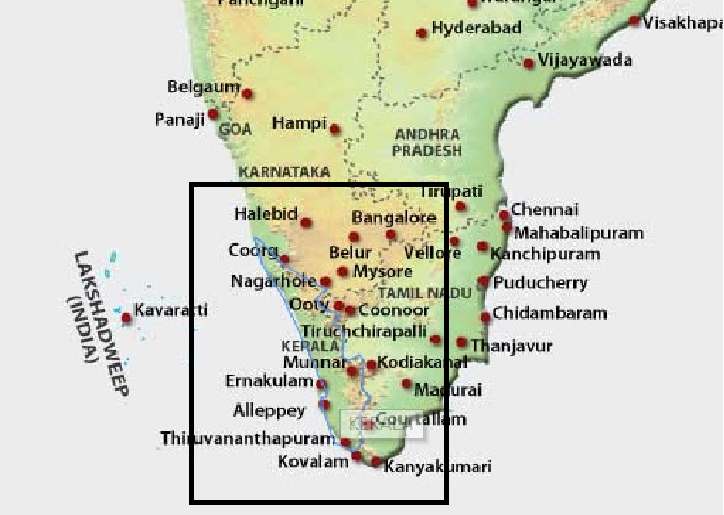 Panchgani
Hyderabad
Visakhapa
Vijayawada
Belgaum
Panaji
GOA
Hampi
ANDHRA
PRADESH
KARNATAKA
Tirupati
Halebid
Bangalore
Chennai
Mahabalipuram
Coorg
Belur
Vellore
Kanchipuram
Nagarhole
Mysore
TAMIL NADU
Puducherry
LAKSHADWEEP
(INDIA)
Kavaratti
Ooty
Coonoor
Chidambaram
Tiruchchirapalli
KERALA
Thanjavur
Munnar
Kodiakanal
Ernakulam
Madurai
Alleppey
Courtallam
KERALA
Thiruvananthapuram
Kovalam
Kanyakumari